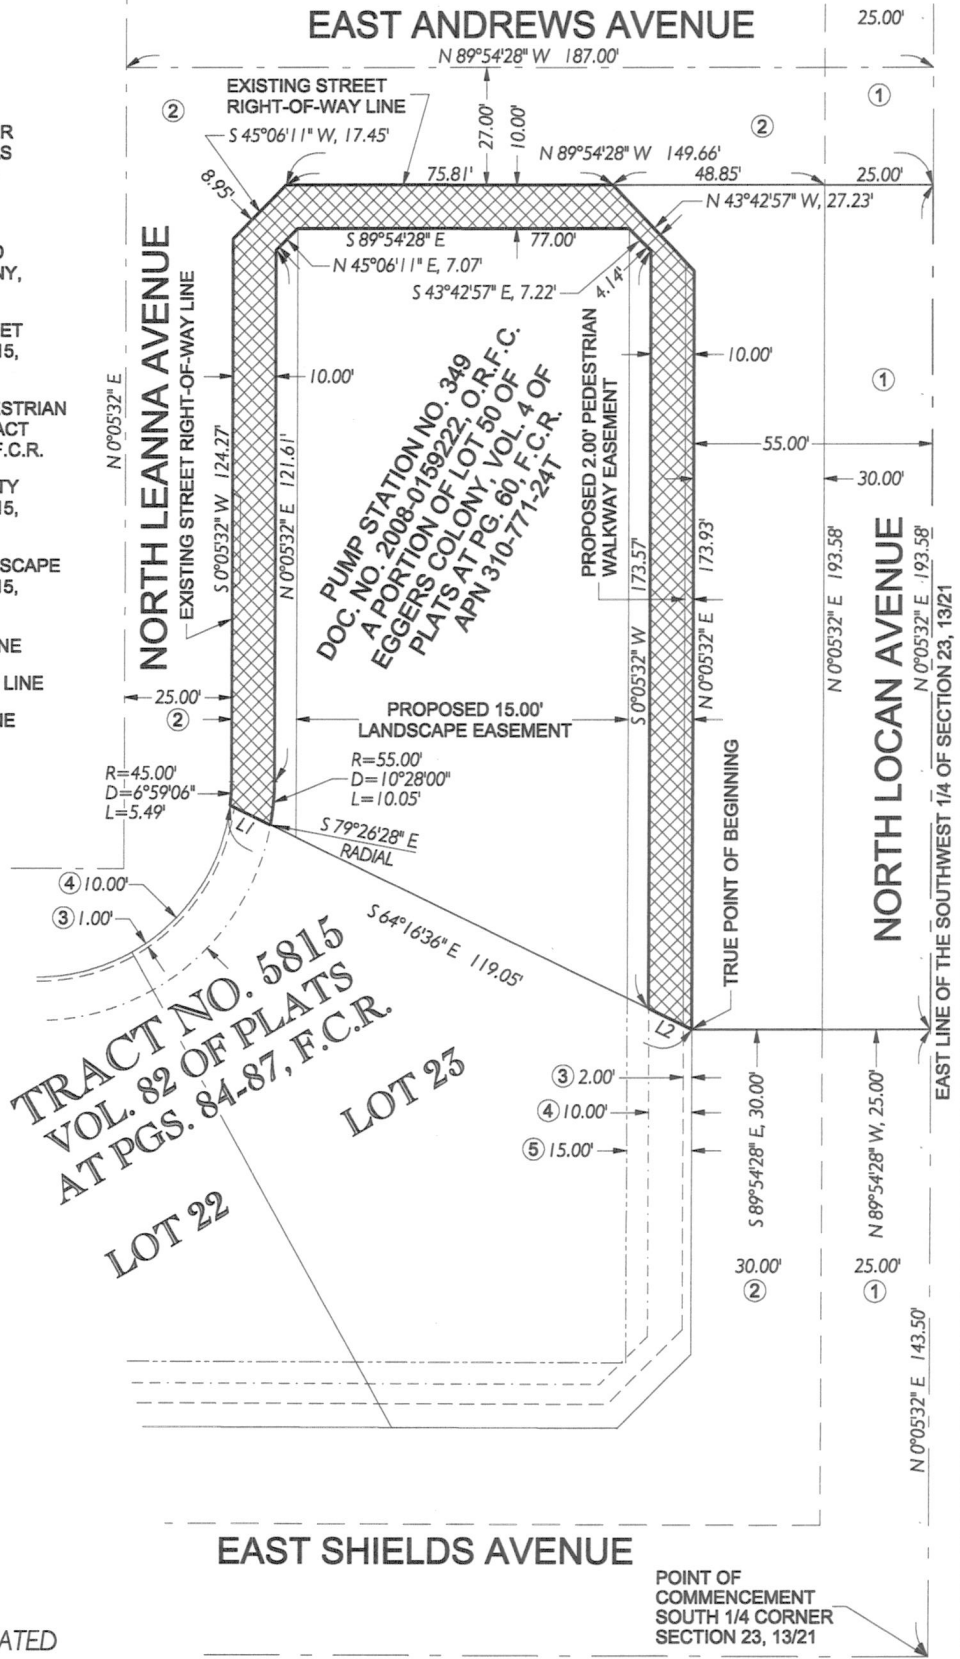 EAST ANDREWS AVENUE
25.00'
N 89°54'28" W 187.00'
EXISTING STREET
RIGHT-OF-WAY LINE
②
①
S 45°06'11" W, 17.45'
27.00'
10.00'
②
R
S
N 89°54'28" W 149.66'
8.95'
75.81'
48.85'
25.00'
N 43°42'57" W, 27.23'
S 89°54'28" E 77.00'
N 45°06'11" E, 7.07'
S 43°42'57" E, 7.22'
4.14'
NORTH LEANNA AVENUE
EXISTING STREET RIGHT-OF-WAY LINE
N 0°05'32" E
S 0°05'32" W 124.27'
N 0°05'32" E 121.61'
10.00'
PUMP STATION NO. 349
DOC. NO. 2008-0159222, O.R.F.C.
A PORTION OF LOT 50 OF
EGGERS COLONY, VOL. 4 OF
PLATS AT PG. 60, F.C.R.
APN 310-771-24T
PROPOSED 2.00' PEDESTRIAN
WALKWAY EASEMENT
10.00'
①
55.00'
30.00'
D
NY,
ET
15,
ESTRIAN
ACT
F.C.R.
TY
15,
SCAPE
15,
NE
LINE
NE
S 0°05'32" W 173.57'
N 0°05'32" E 173.93'
N 0°05'32" E 193.58'
N 0°05'32" E 193.58'
NORTH LOCAN AVENUE
EAST LINE OF THE SOUTHWEST 1/4 OF SECTION 23, 13/21
25.00'
②
PROPOSED 15.00'
LANDSCAPE EASEMENT
R=45.00'
D=6°59'06"
L=5.49'
R=55.00'
D=10°28'00"
L=10.05'
L1
S 79°26'28" E
RADIAL
TRUE POINT OF BEGINNING
④ 10.00'
③ 1.00'
S 64°16'36" E 119.05'
TRACT NO. 5815
VOL. 82 OF PLATS
AT PGS. 84-87, F.C.R.
L2
LOT 23
③ 2.00'
④ 10.00'
⑤ 15.00'
S 89°54'28" E, 30.00'
N 89°54'28" W, 25.00'
LOT 22
30.00'
②
25.00'
①
N 0°05'32" E 143.50'
EAST SHIELDS AVENUE
POINT OF
COMMENCEMENT
SOUTH 1/4 CORNER
SECTION 23, 13/21
ATED